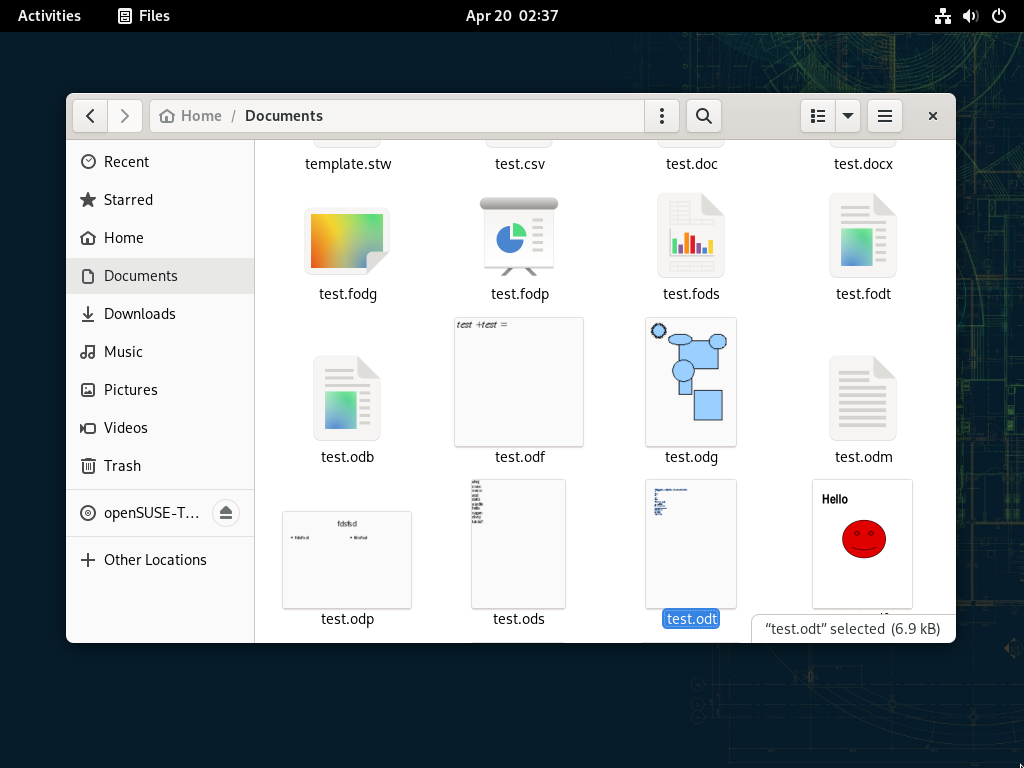 Activities Files Apr 20 02:37
Home / Documents
Recent
Starred
Home
Documents
Downloads
Music
Pictures
Videos
Trash
openSUSE-T…
Other Locations
template.stw test.csv test.doc test.docx
test.fodg test.fodp test.fods test.fodt
test +test =
test.odb test.odf test.odg test.odm
Hello
test.odp test.ods test.odt
“test.odt” selected (6.9 kB)